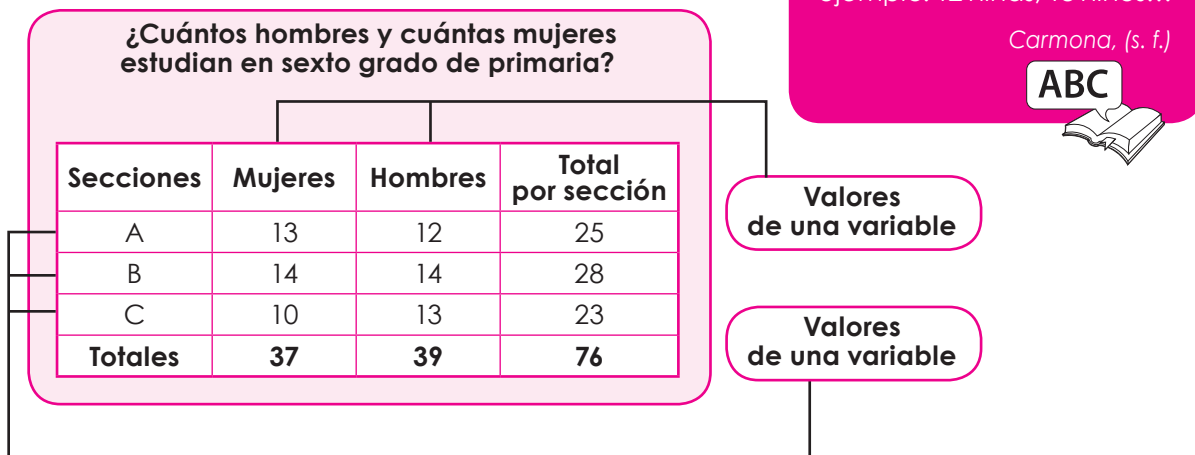 ¿Cuántos hombres y cuántas mujeres
estudian en sexto grado de primaria?
Secciones Mujeres Hombres Total por sección
A 13 12 25
B 14 14 28
C 10 13 23
Totales 37 39 76
Carmona, (s. f.)
ABC
Valores
de una variable
Valores
de una variable